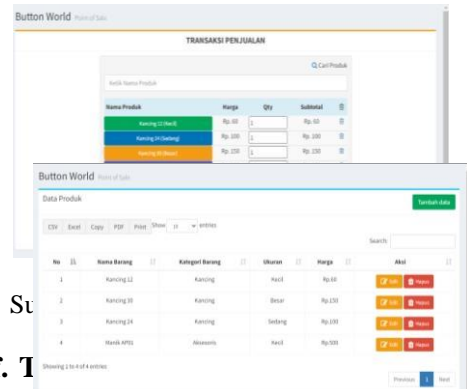 Button World Point of Sale
TRANSAKSI PENJUALAN
Cari Produk
Ketik Nama Produk
Nama Produk Harga Qty Subtotal
Kancing 12 (Kecil) Rp. 60 1 Rp. 60
Kancing 24 (Sedang) Rp. 100 1 Rp. 100
Kancing 30 (Besar) Rp. 150 1 Rp. 150
Button World Point of Sale
Data Produk Tambah data
CSV Excel Copy PDF Print Show 10 entries
Search:
No Nama Barang Kategori Barang Ukuran Harga Aksi
1 Kancing 12 Kancing Kecil Rp.60 Edit Hapus
2 Kancing 30 Kancing Besar Rp.150 Edit Hapus
3 Kancing 24 Kancing Sedang Rp.100 Edit Hapus
4 Aksesoris Kecil Rp.500 Edit Hapus
Showing 1 to 4 of 4 entries
Previous 1 Next
Su
f. T